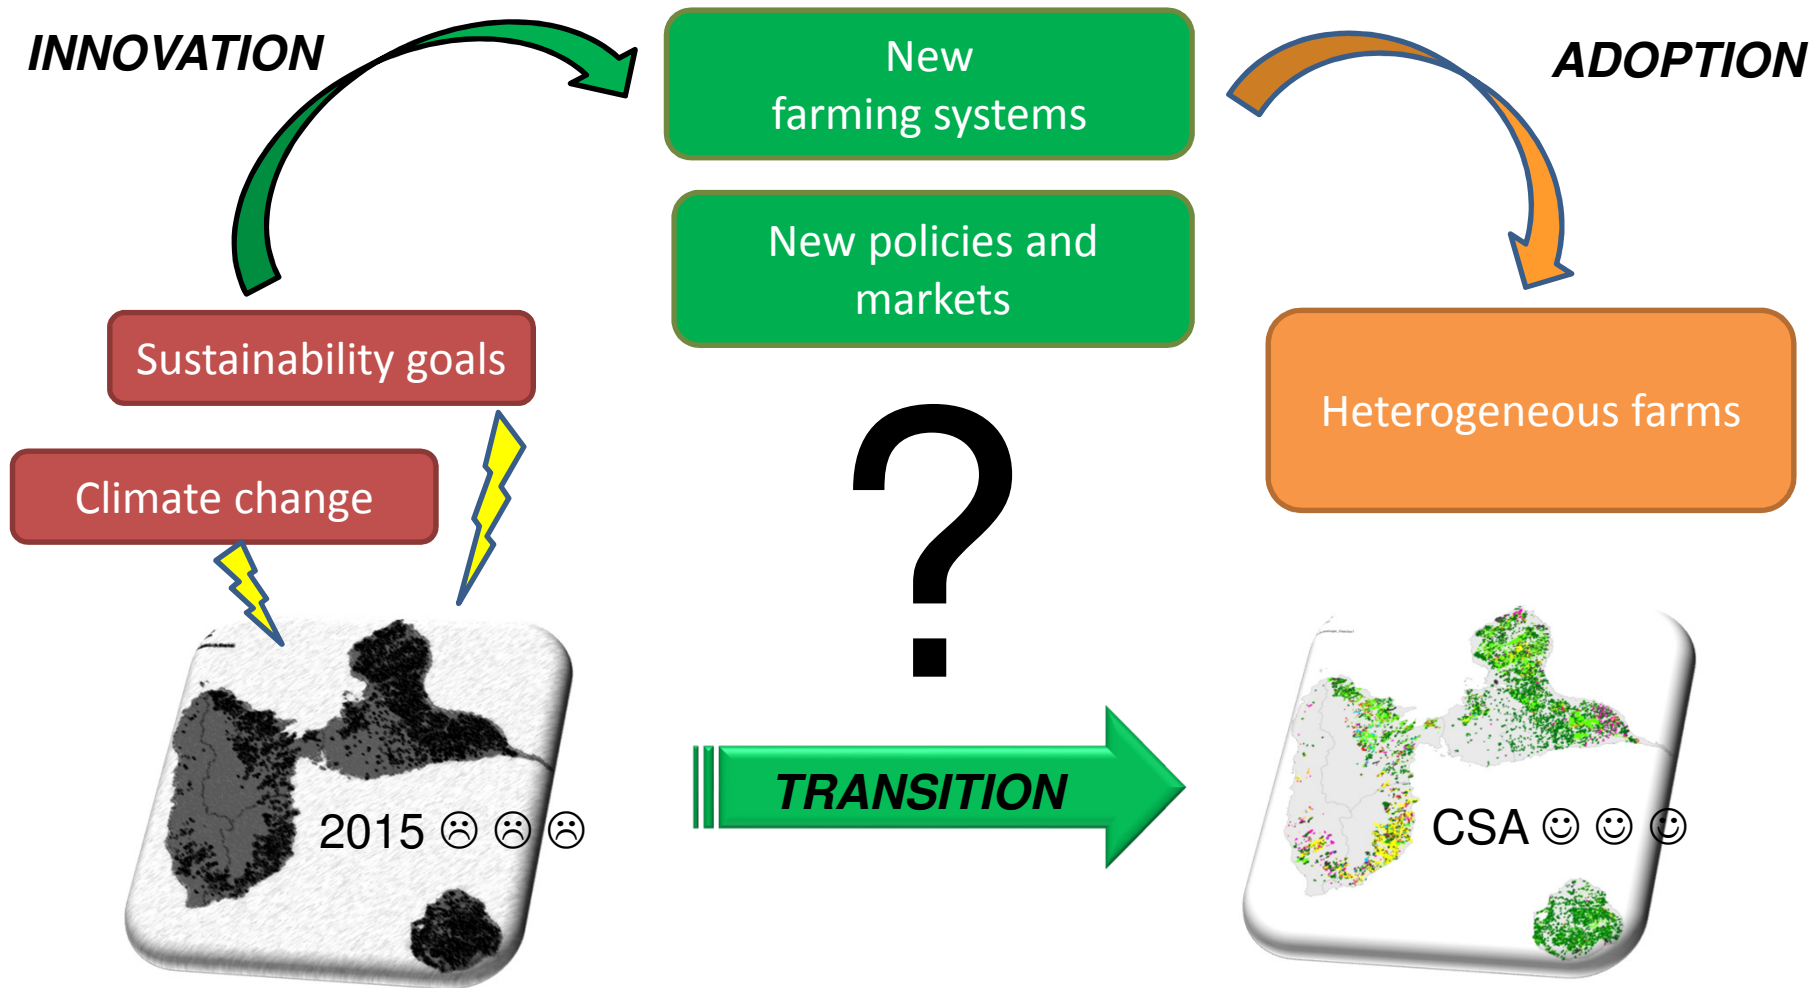 INNOVATION
New
farming systems
ADOPTION
New policies and
markets
Sustainability goals
Climate change
?
Heterogeneous farms
TRANSITION
2015 ☹ ☹ ☹
CSA ☺ ☺ ☺